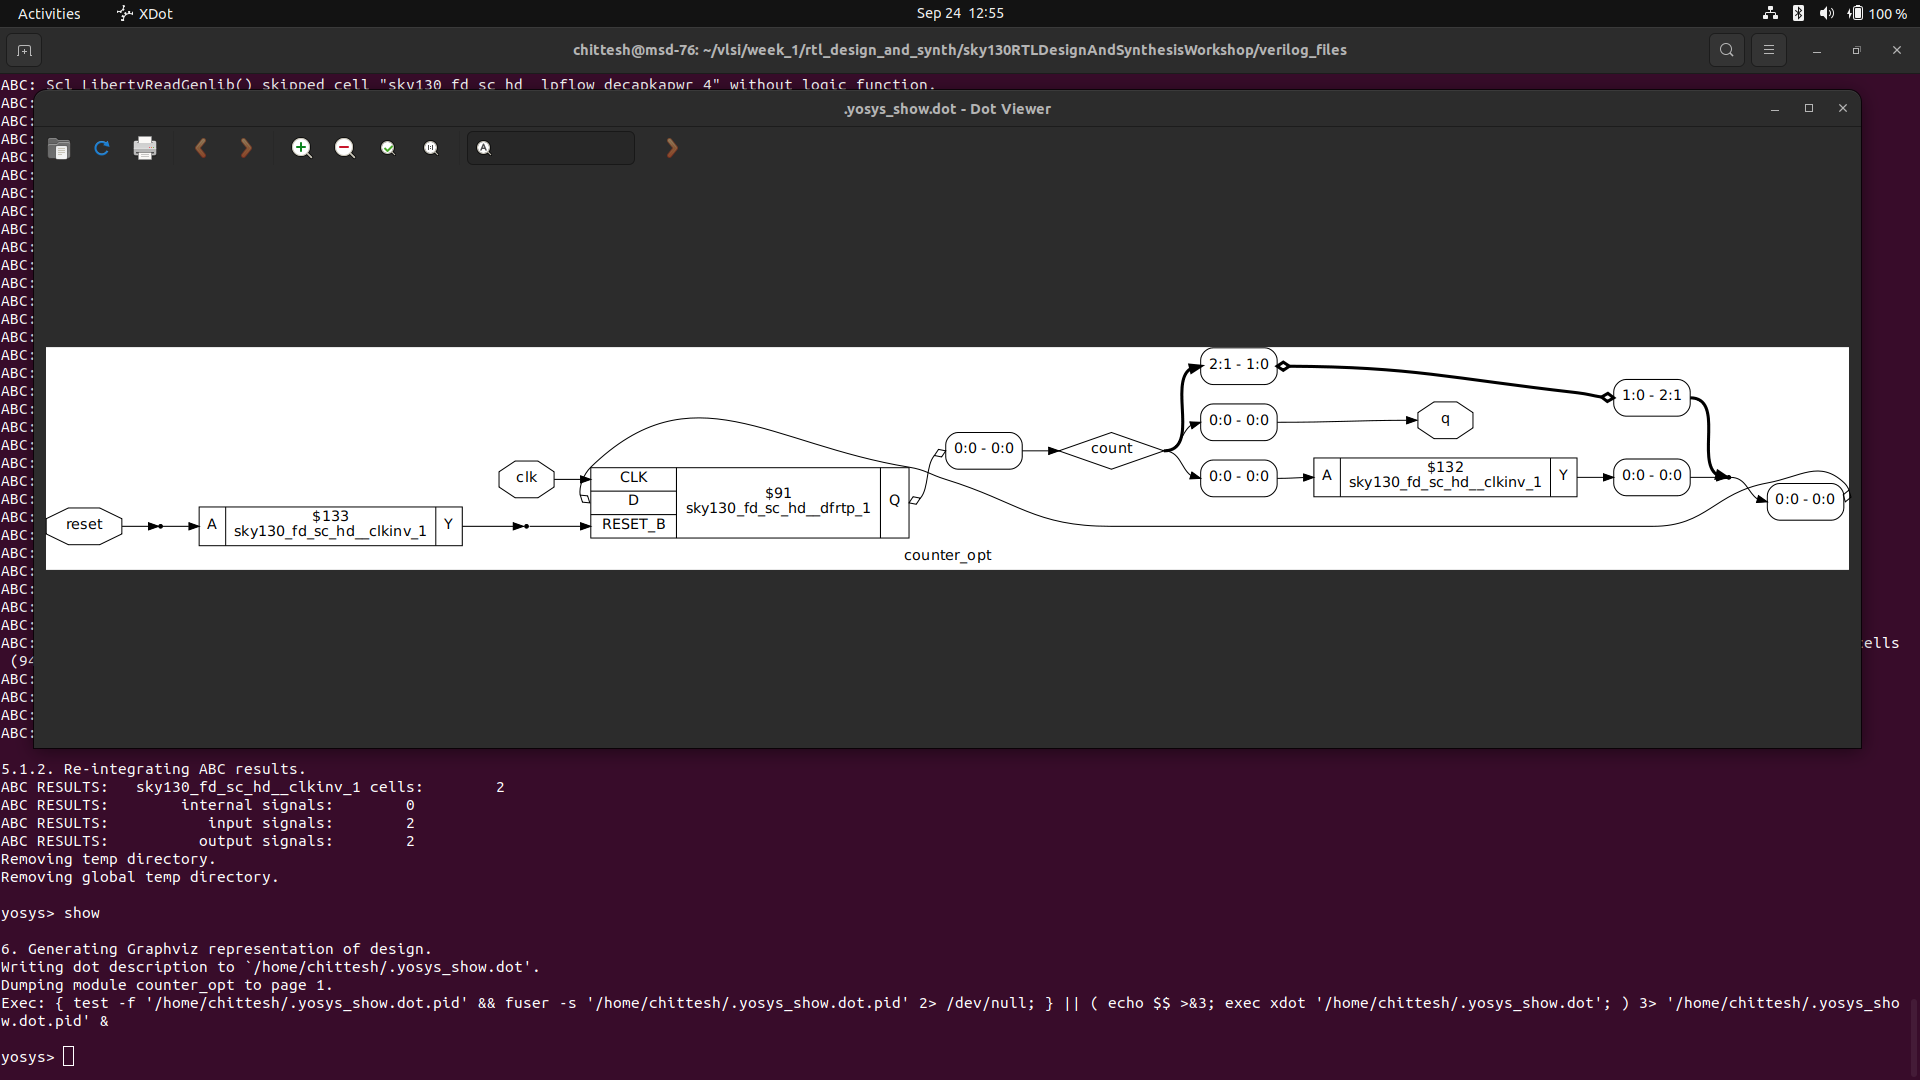 Activities XDot Sep 24 12:55 100 %
chittesh@msd-76: ~/vlsi/week_1/rtl_design_and_synth/sky130RTLDesignAndSynthesisWorkshop/verilog_files
ABC: Scl_LibertyReadGenlib() skipped cell "sky130_fd_sc_hd__lpflow_decapkapwr_4" without logic function.
ABC:
.yosys_show.dot - Dot Viewer
ABC:
ABC:
ABC:
ABC:
ABC:
ABC:
ABC:
ABC:
ABC:
ABC:
ABC:
ABC:
ABC:
ABC:
2:1 - 1:0
ABC:
1:0 - 2:1
ABC:
0:0 - 0:0
q
ABC:
0:0 - 0:0
count
ABC:
clk
CLK
D
RESET_B
$91
sky130_fd_sc_hd__dfrtp_1
Q
0:0 - 0:0
A
$132
sky130_fd_sc_hd__clkinv_1
Y
0:0 - 0:0
0:0 - 0:0
ABC:
ABC:
ABC:
reset
A
$133
sky130_fd_sc_hd__clkinv_1
Y
ABC:
ABC:
counter_opt
ABC:
ABC:
ABC:
ABC:
ABC:
ABC: cells
(94
ABC:
ABC:
ABC:
ABC:
5.1.2. Re-integrating ABC results.
ABC RESULTS: sky130_fd_sc_hd__clkinv_1 cells: 2
ABC RESULTS: internal signals: 0
ABC RESULTS: input signals: 2
ABC RESULTS: output signals: 2
Removing temp directory.
Removing global temp directory.
yosys> show
6. Generating Graphviz representation of design.
Writing dot description to `/home/chittesh/.yosys_show.dot'.
Dumping module counter_opt to page 1.
Exec: { test -f '/home/chittesh/.yosys_show.dot.pid' && fuser -s '/home/chittesh/.yosys_show.dot.pid' 2> /dev/null; } || ( echo $$ >&3; exec xdot '/home/chittesh/.yosys_show.dot'; ) 3> '/home/chittesh/.yosys_sho
w.dot.pid' &
yosys>